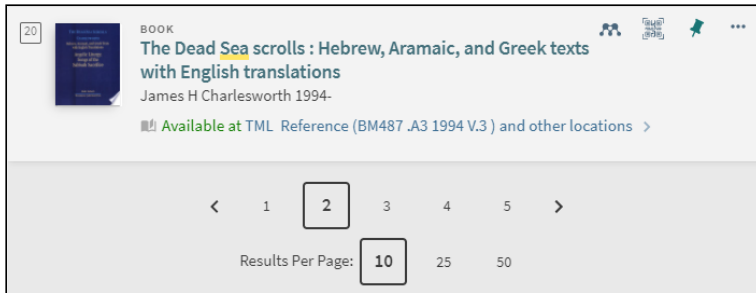 20
BOOK
The Dead Sea scrolls : Hebrew, Aramaic, and Greek texts
with English translations
James H Charlesworth 1994-
Available at TML Reference (BM487 .A3 1994 V.3 ) and other locations >
< 1 2 3 4 5 >
Results Per Page: 10 25 50